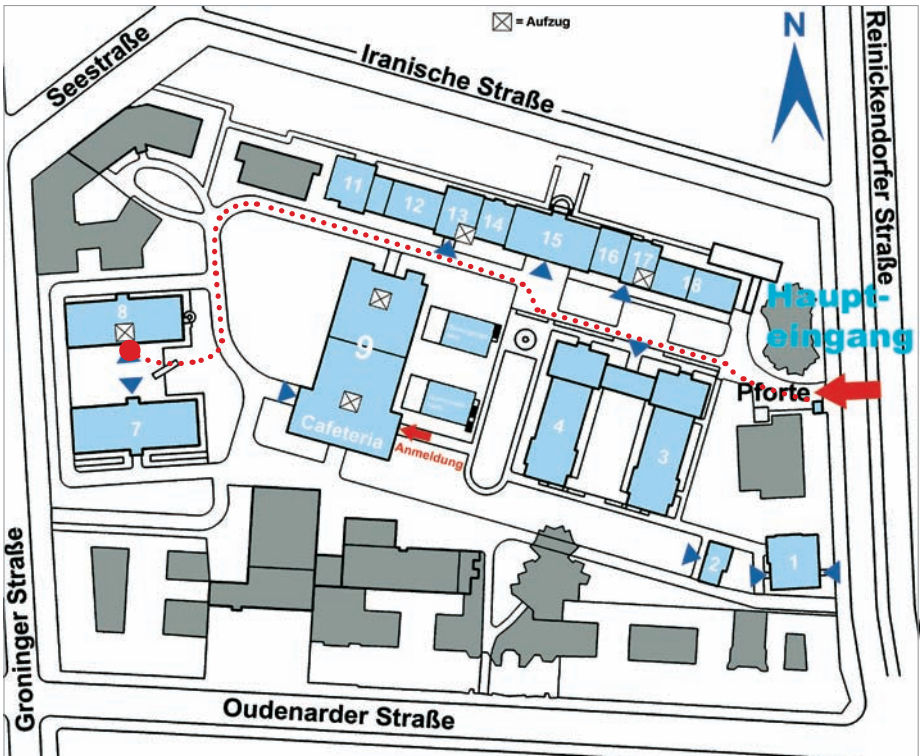 = Aufzug
N
Seestraße
Iranische Straße
Reinickendorfer Straße
11
12
13
14
15
16
17
18
Haupt-
eingang
8
9
Pforte
7
Cafeteria
Anmeldung
4
3
2
1
Groninger Straße
Oudenarder Straße